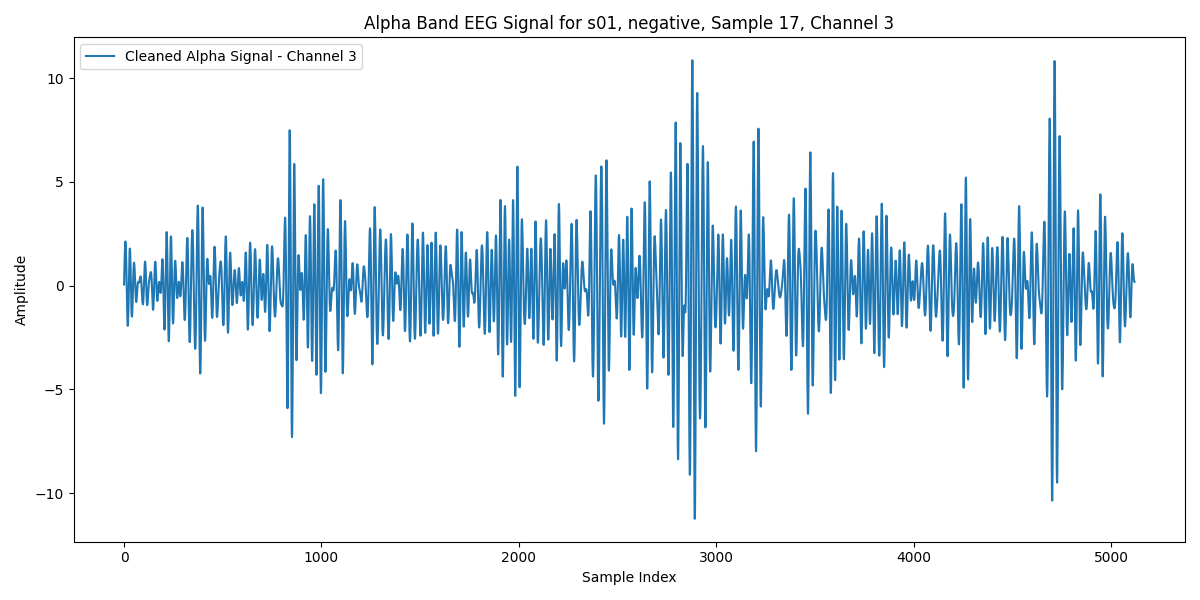 Alpha Band EEG Signal for s01, negative, Sample 17, Channel 3
Cleaned Alpha Signal - Channel 3
10
5
0
−5
−10
Amplitude
0 1000 2000 3000 4000 5000
Sample Index